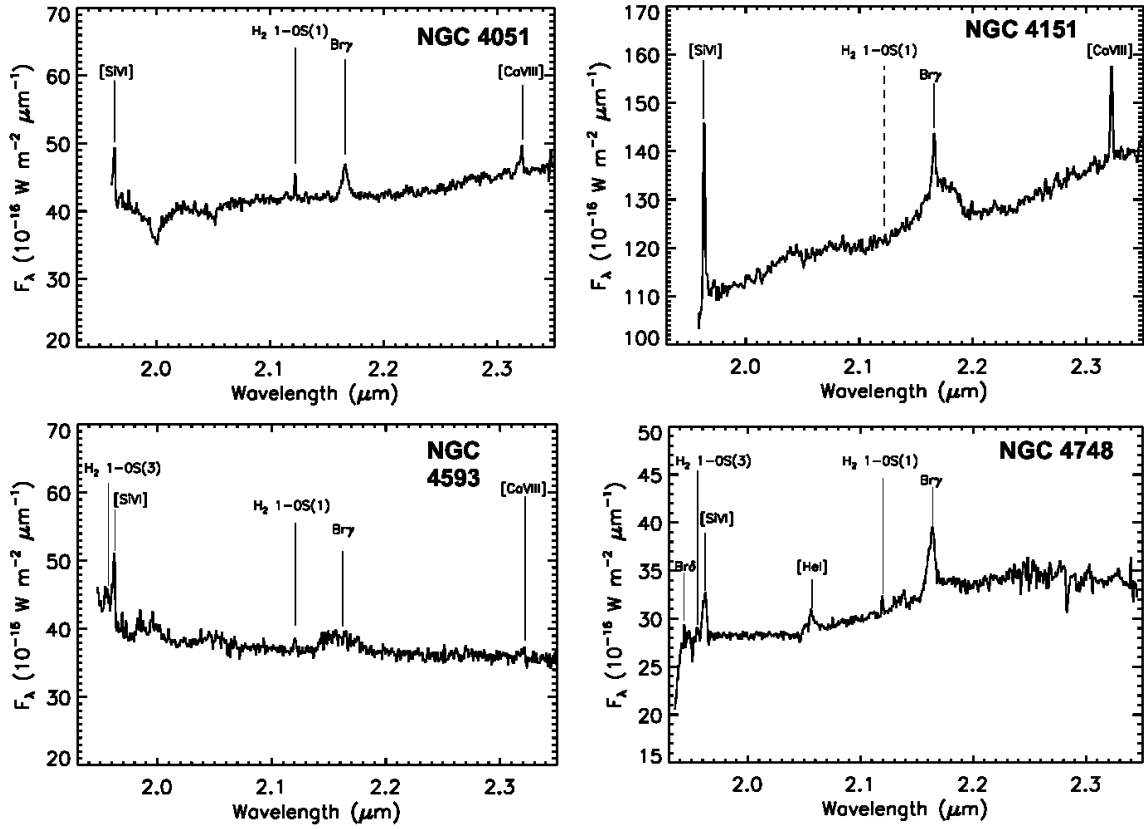 NGC 4051
H₂ 1-0S(1)
Brγ
[SiVI]
[CaVIII]
70
60
50
40
30
20
F_λ (10⁻¹⁶ W m⁻² μm⁻¹)
2.0 2.1 2.2 2.3
Wavelength (μm)
NGC 4151
[SiVI]
H₂ 1-0S(1)
Brγ
[CaVIII]
170
160
150
140
130
120
110
100
F_λ (10⁻¹⁶ W m⁻² μm⁻¹)
2.0 2.1 2.2 2.3
Wavelength (μm)
NGC
4593
H₂ 1-0S(3)
[SiVI]
H₂ 1-0S(1)
Brγ
[CaVIII]
70
60
50
40
30
20
F_λ (10⁻¹⁶ W m⁻² μm⁻¹)
2.0 2.1 2.2 2.3
Wavelength (μm)
NGC 4748
H₂ 1-0S(3)
H₂ 1-0S(1)
Brγ
[SiVI]
Brδ
[HeI]
50
45
40
35
30
25
20
15
F_λ (10⁻¹⁶ W m⁻² μm⁻¹)
2.0 2.1 2.2 2.3
Wavelength (μm)